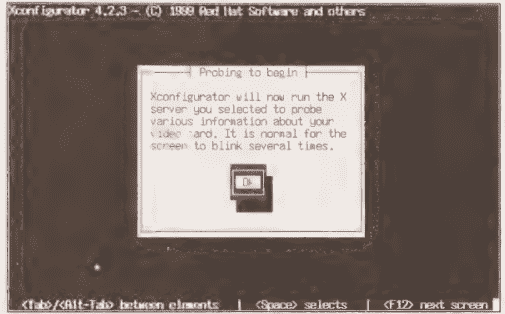 Xconfigurator 4.2.3 - (C) 1999 Red Hat Software and others
Probing to begin
Xconfigurator will now run the X
server you selected to probe
various information about your
video card. It is normal for the
screen to blink several times.
Ok
<Tab>/<Alt-Tab> between elements | <Space> selects | <F12> next screen